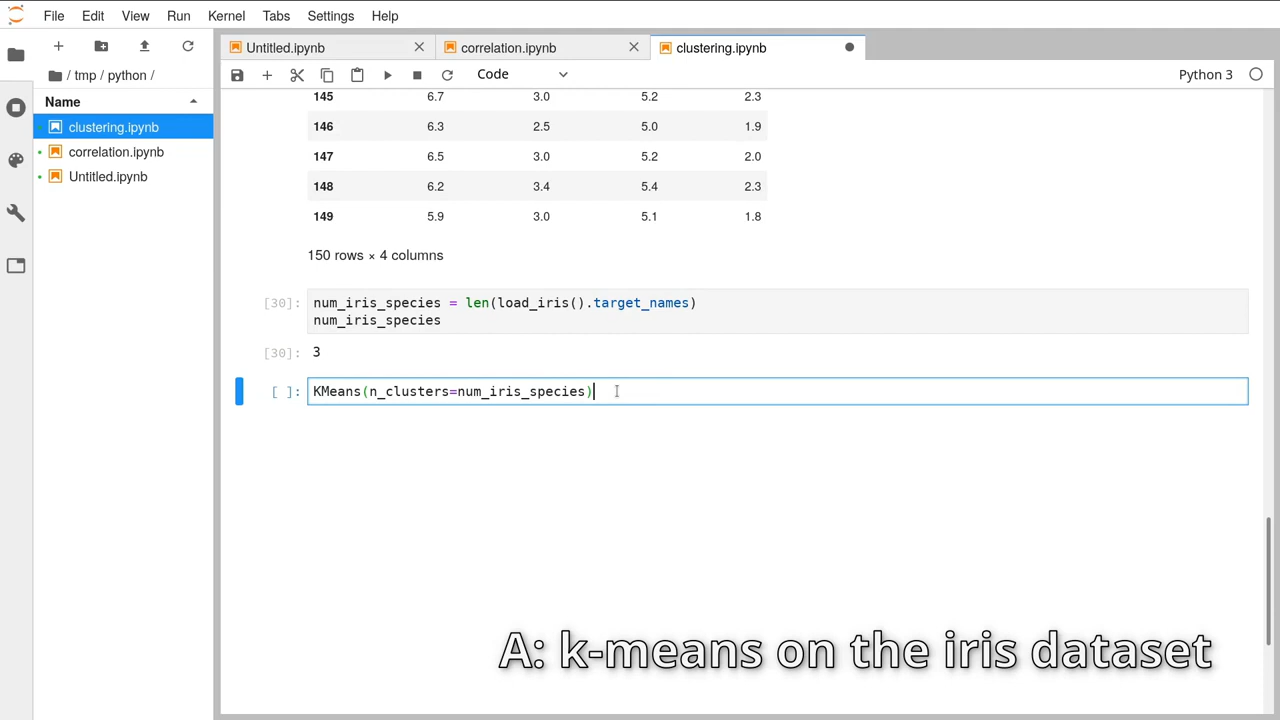 File Edit View Run Kernel Tabs Settings Help
/ tmp / python /
Name
clustering.ipynb
correlation.ipynb
Untitled.ipynb
Untitled.ipynb correlation.ipynb clustering.ipynb
Code Python 3
145 6.7 3.0 5.2 2.3
146 6.3 2.5 5.0 1.9
147 6.5 3.0 5.2 2.0
148 6.2 3.4 5.4 2.3
149 5.9 3.0 5.1 1.8
150 rows × 4 columns
[30]: num_iris_species = len(load_iris().target_names)
num_iris_species
[30]: 3
[ ]: KMeans(n_clusters=num_iris_species)
A: k-means on the iris dataset